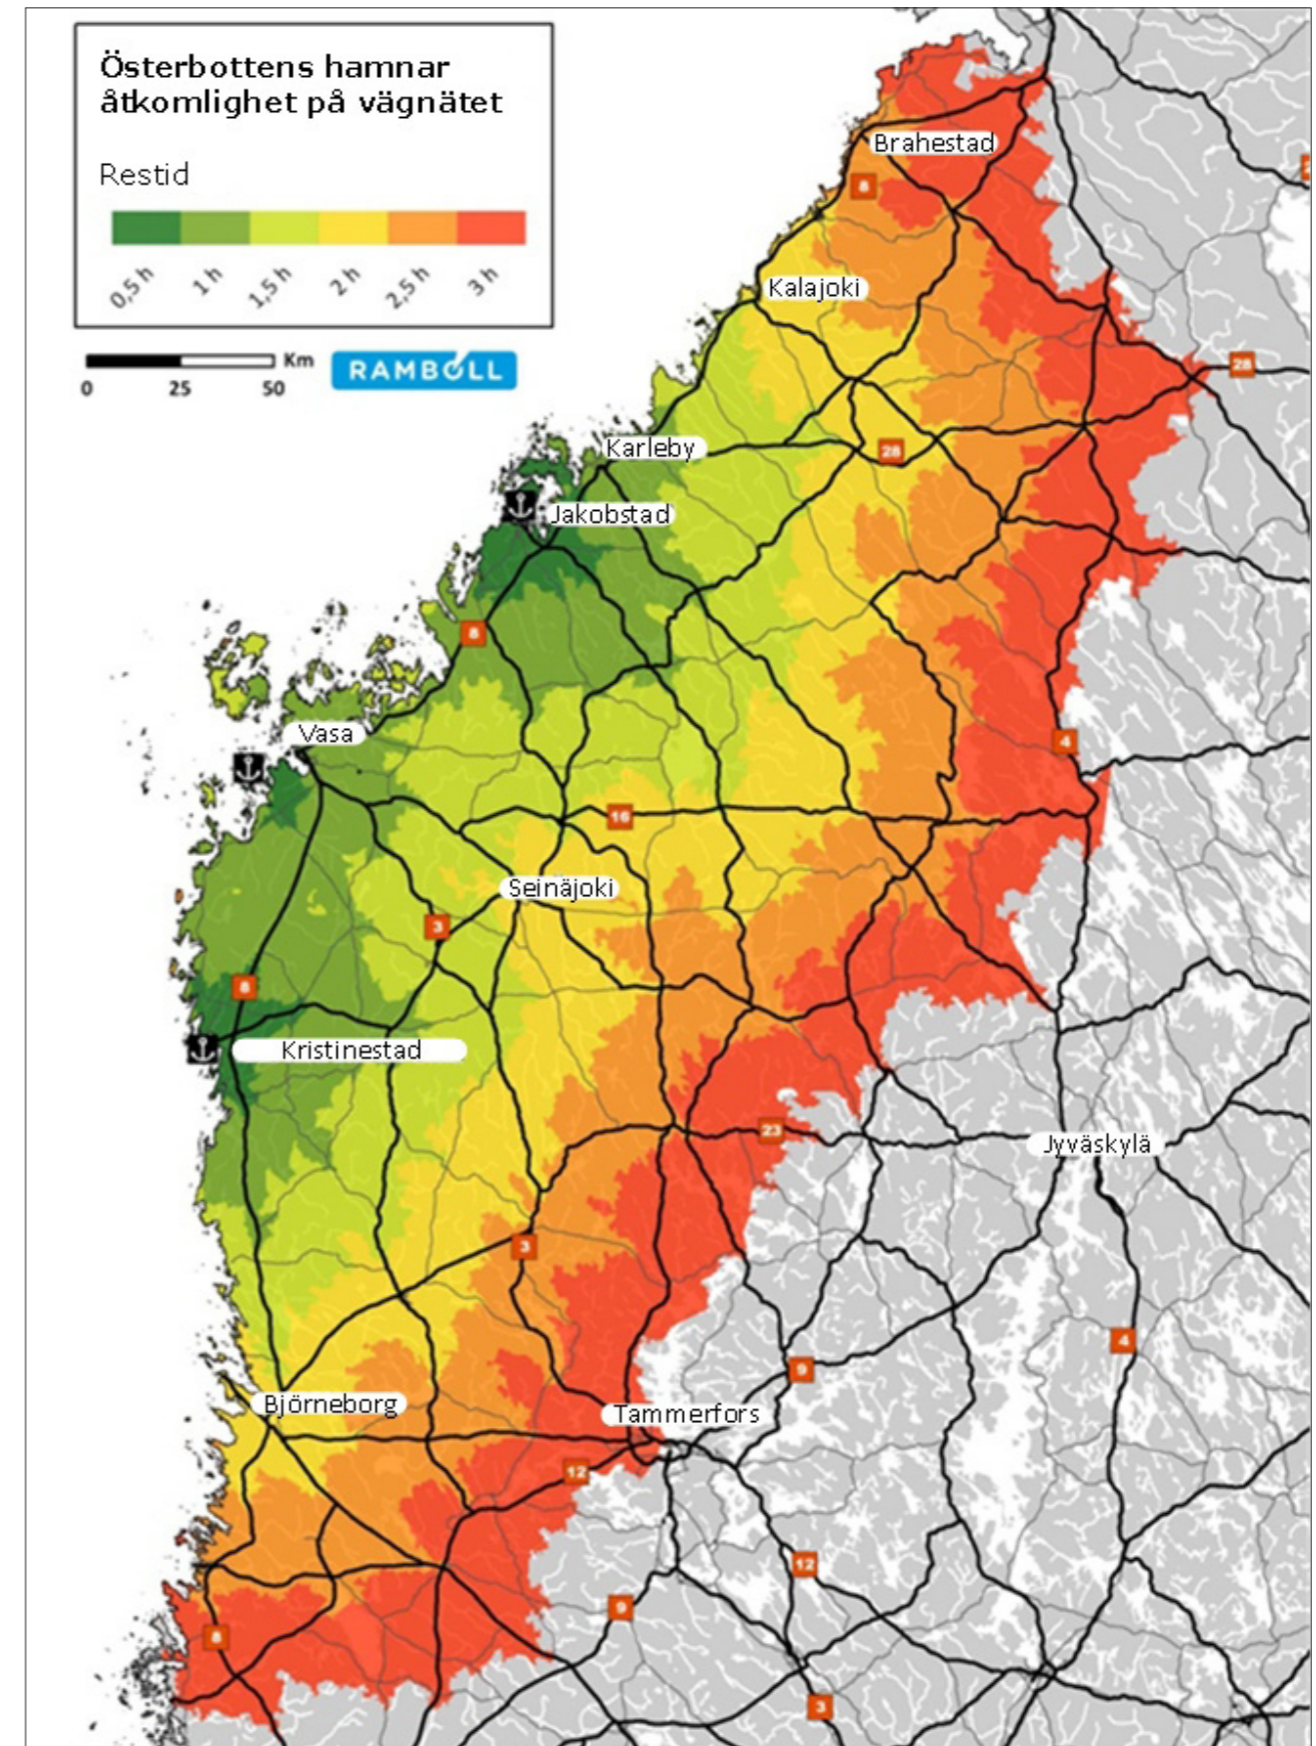 Österbottens hamnar
åtkomlighet på vägnätet
Restid
0,5 h 1 h 1,5 h 2 h 2,5 h 3 h
Km
0 25 50
RAMBOLL
Brahestad
8
Kalajoki
28
Karleby
28
Jakobstad
8
Vasa
4
16
Seinäjoki
3
8
Kristinestad
23
Jyväskylä
3
4
9
Björneborg
Tammerfors
12
12
9
8
3